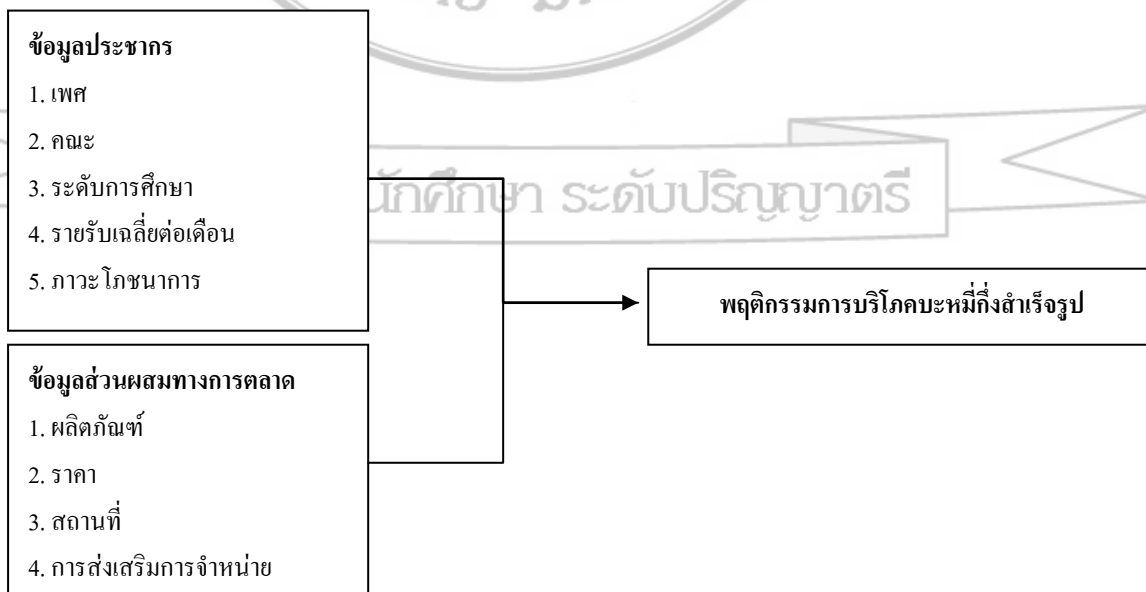 ข้อมูลประชากร
1. เพศ
2. คณะ
3. ระดับการศึกษา
4. รายรับเฉลี่ยต่อเดือน
5. ภาวะโภชนาการ
นักศึกษา ระดับปริญญาตรี
พฤติกรรมการบริโภคบะหมี่กึ่งสำเร็จรูป
ข้อมูลส่วนผสมทางการตลาด
1. ผลิตภัณฑ์
2. ราคา
3. สถานที่
4. การส่งเสริมการจำหน่าย